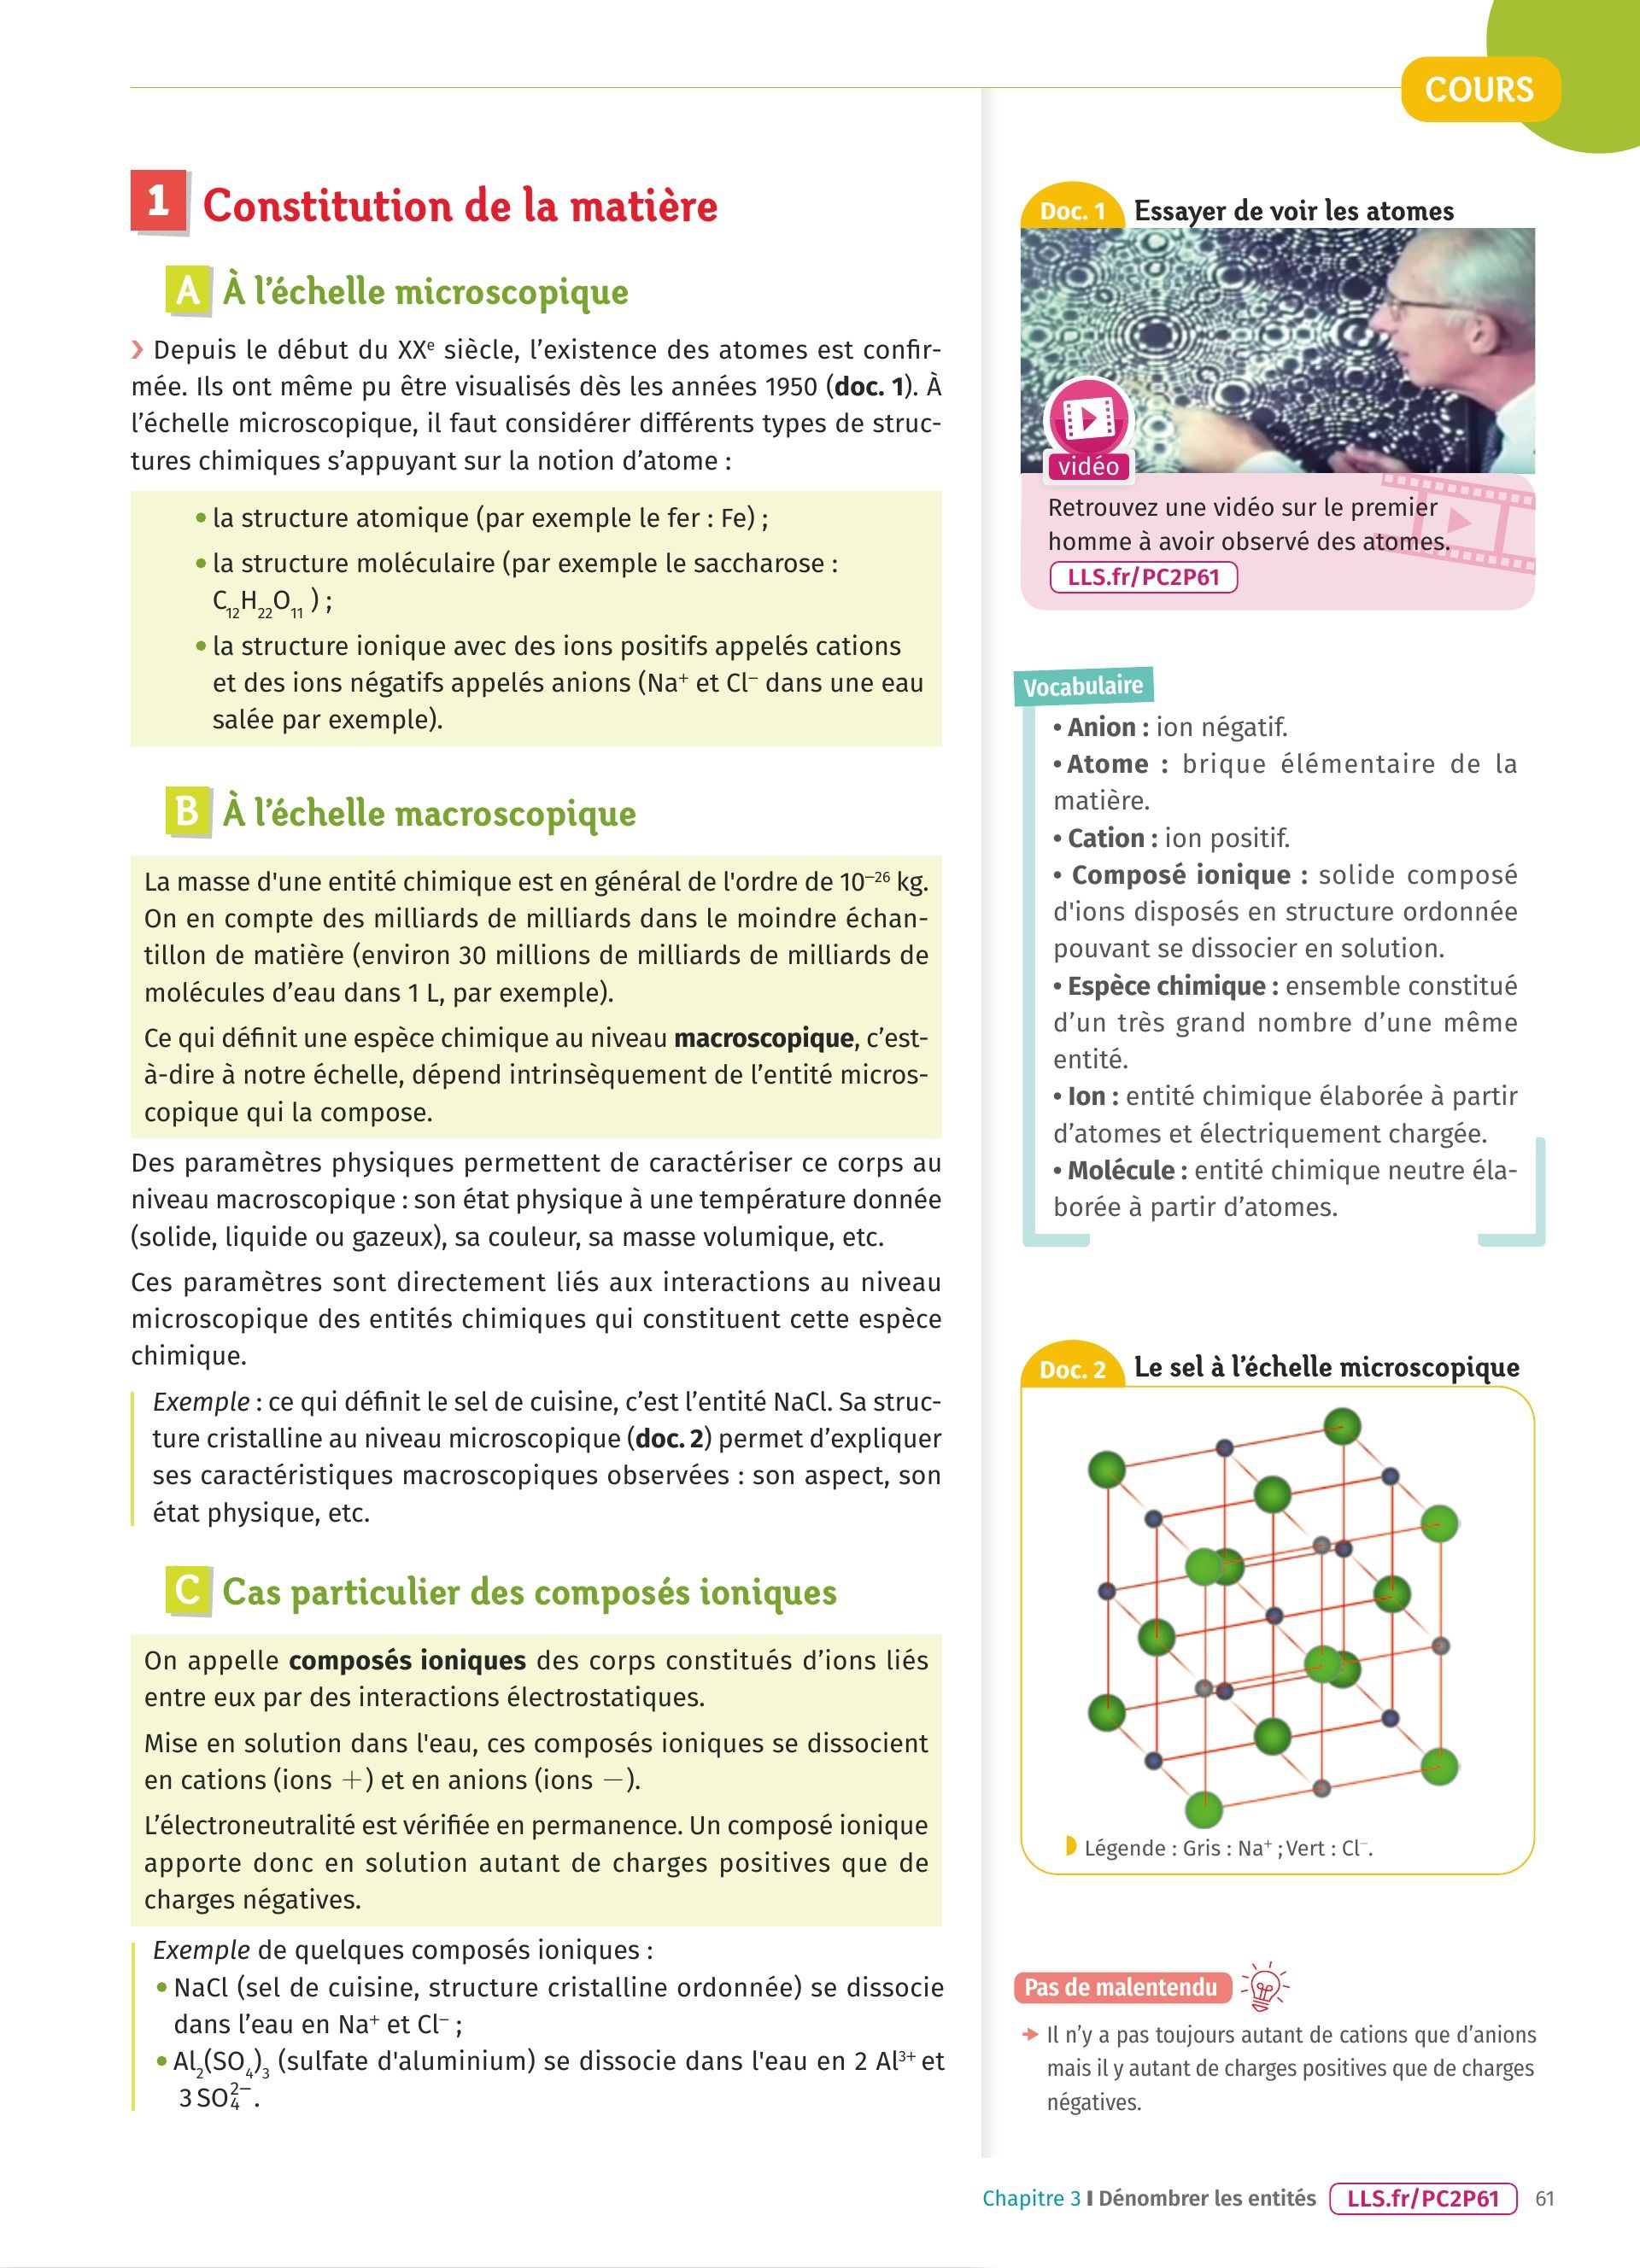 COURS
1 Constitution de la matière
A À l’échelle microscopique
› Depuis le début du XXᵉ siècle, l’existence des atomes est confir-
mée. Ils ont même pu être visualisés dès les années 1950 (doc. 1). À
l’échelle microscopique, il faut considérer différents types de struc-
tures chimiques s’appuyant sur la notion d’atome :
• la structure atomique (par exemple le fer : Fe) ;
• la structure moléculaire (par exemple le saccharose :
C₁₂H₂₂O₁₁ ) ;
• la structure ionique avec des ions positifs appelés cations
et des ions négatifs appelés anions (Na⁺ et Cl⁻ dans une eau
salée par exemple).
B À l’échelle macroscopique
La masse d'une entité chimique est en général de l'ordre de 10⁻²⁶ kg.
On en compte des milliards de milliards dans le moindre échan-
tillon de matière (environ 30 millions de milliards de milliards de
molécules d’eau dans 1 L, par exemple).
Ce qui définit une espèce chimique au niveau macroscopique, c’est-
à-dire à notre échelle, dépend intrinsèquement de l’entité micros-
copique qui la compose.
Des paramètres physiques permettent de caractériser ce corps au
niveau macroscopique : son état physique à une température donnée
(solide, liquide ou gazeux), sa couleur, sa masse volumique, etc.
Ces paramètres sont directement liés aux interactions au niveau
microscopique des entités chimiques qui constituent cette espèce
chimique.
Exemple : ce qui définit le sel de cuisine, c’est l’entité NaCl. Sa struc-
ture cristalline au niveau microscopique (doc. 2) permet d’expliquer
ses caractéristiques macroscopiques observées : son aspect, son
état physique, etc.
C Cas particulier des composés ioniques
On appelle composés ioniques des corps constitués d’ions liés
entre eux par des interactions électrostatiques.
Mise en solution dans l'eau, ces composés ioniques se dissocient
en cations (ions +) et en anions (ions −).
L’électroneutralité est vérifiée en permanence. Un composé ionique
apporte donc en solution autant de charges positives que de
charges négatives.
Exemple de quelques composés ioniques :
• NaCl (sel de cuisine, structure cristalline ordonnée) se dissocie
dans l’eau en Na⁺ et Cl⁻ ;
• Al₂(SO₄)₃ (sulfate d'aluminium) se dissocie dans l'eau en 2 Al³⁺ et
3 SO₄²⁻.
Doc. 1 Essayer de voir les atomes
vidéo
Retrouvez une vidéo sur le premier
homme à avoir observé des atomes.
LLS.fr/PC2P61
Vocabulaire
• Anion : ion négatif.
• Atome : brique élémentaire de la
matière.
• Cation : ion positif.
• Composé ionique : solide composé
d'ions disposés en structure ordonnée
pouvant se dissocier en solution.
• Espèce chimique : ensemble constitué
d’un très grand nombre d’une même
entité.
• Ion : entité chimique élaborée à partir
d’atomes et électriquement chargée.
• Molécule : entité chimique neutre éla-
borée à partir d’atomes.
Doc. 2 Le sel à l’échelle microscopique
Légende : Gris : Na⁺ ; Vert : Cl⁻.
Pas de malentendu
Il n’y a pas toujours autant de cations que d’anions
mais il y autant de charges positives que de charges
négatives.
Chapitre 3 I Dénombrer les entités LLS.fr/PC2P61 61